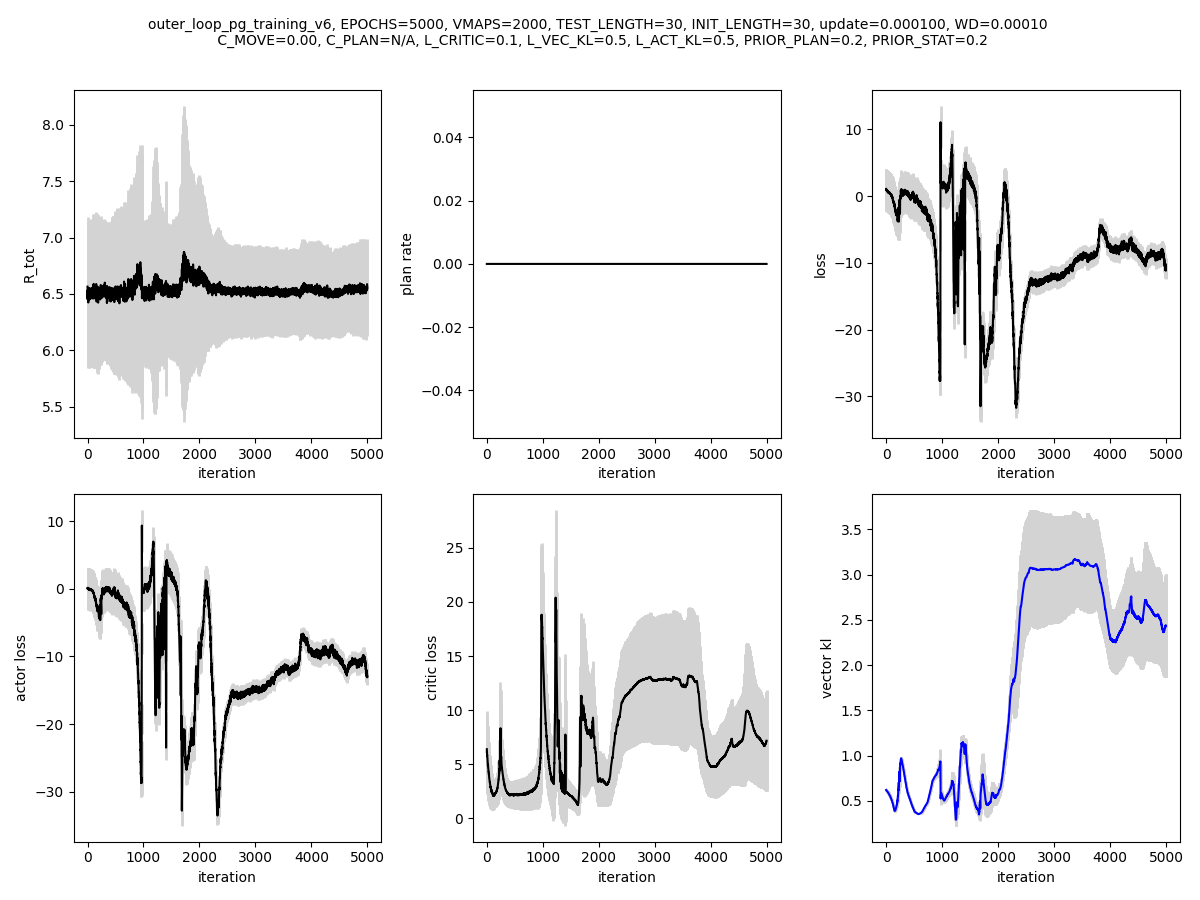 outer_loop_pg_training_v6, EPOCHS=5000, VMAPS=2000, TEST_LENGTH=30, INIT_LENGTH=30, update=0.000100, WD=0.00010
C_MOVE=0.00, C_PLAN=N/A, L_CRITIC=0.1, L_VEC_KL=0.5, L_ACT_KL=0.5, PRIOR_PLAN=0.2, PRIOR_STAT=0.2
R_tot
8.0
7.5
7.0
6.5
6.0
5.5
0 1000 2000 3000 4000 5000
iteration
plan rate
0.04
0.02
0.00
−0.02
−0.04
0 1000 2000 3000 4000 5000
iteration
loss
10
0
−10
−20
−30
0 1000 2000 3000 4000 5000
iteration
actor loss
10
0
−10
−20
−30
0 1000 2000 3000 4000 5000
iteration
critic loss
25
20
15
10
5
0
0 1000 2000 3000 4000 5000
iteration
vector kl
3.5
3.0
2.5
2.0
1.5
1.0
0.5
0 1000 2000 3000 4000 5000
iteration